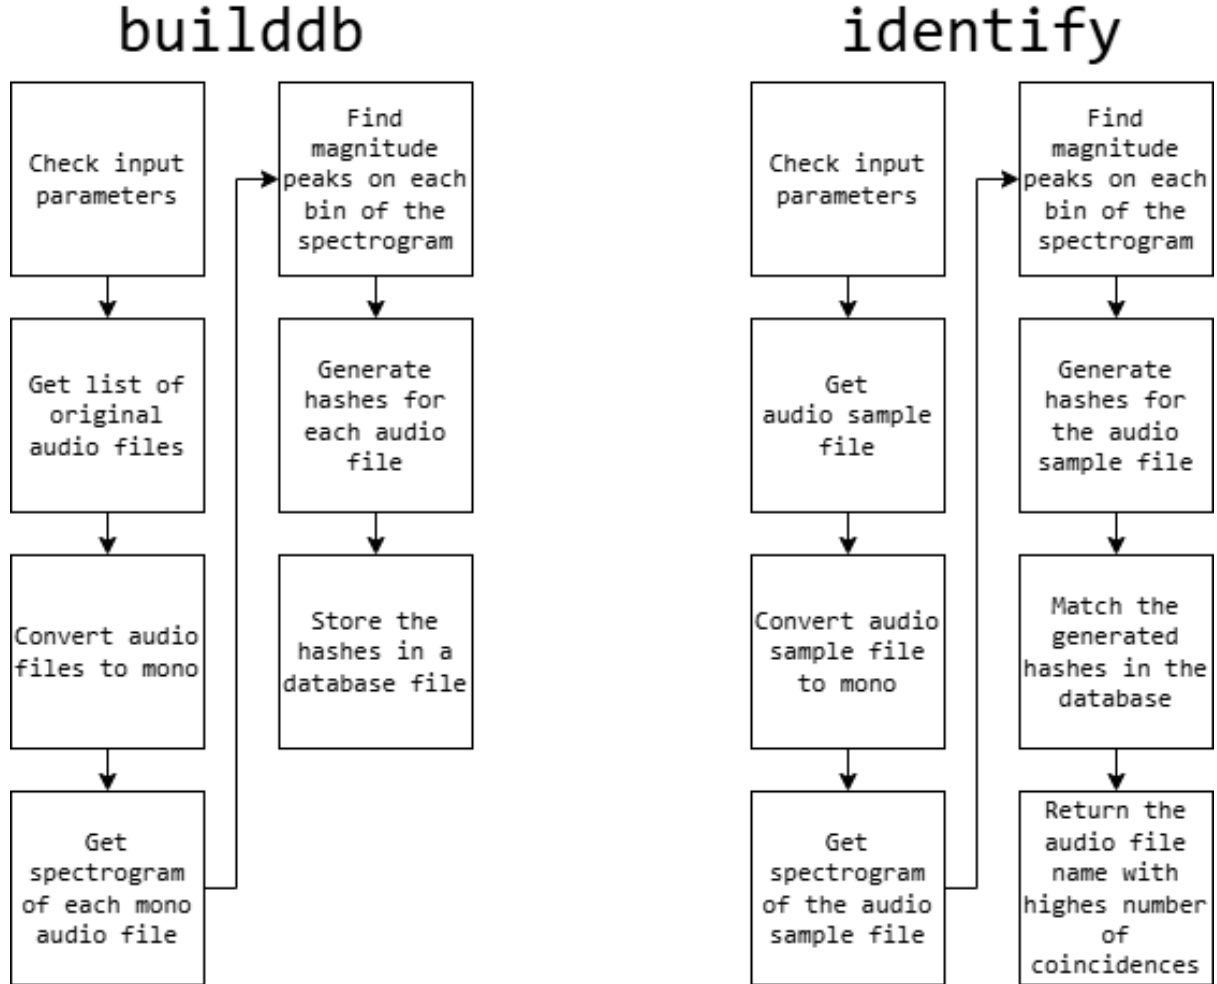 builddb
Check input
parameters
Get list of
original
audio files
Convert audio
files to mono
Get
spectrogram
of each mono
audio file
Find
magnitude
peaks on each
bin of the
spectrogram
Generate
hashes for
each audio
file
Store the
hashes in a
database file
identify
Check input
parameters
Get
audio sample
file
Convert audio
sample file
to mono
Get
spectrogram
of the audio
sample file
Find
magnitude
peaks on each
bin of the
spectrogram
Generate
hashes for
the audio
sample file
Match the
generated
hashes in the
database
Return the
audio file
name with
highes number
of
coincidences